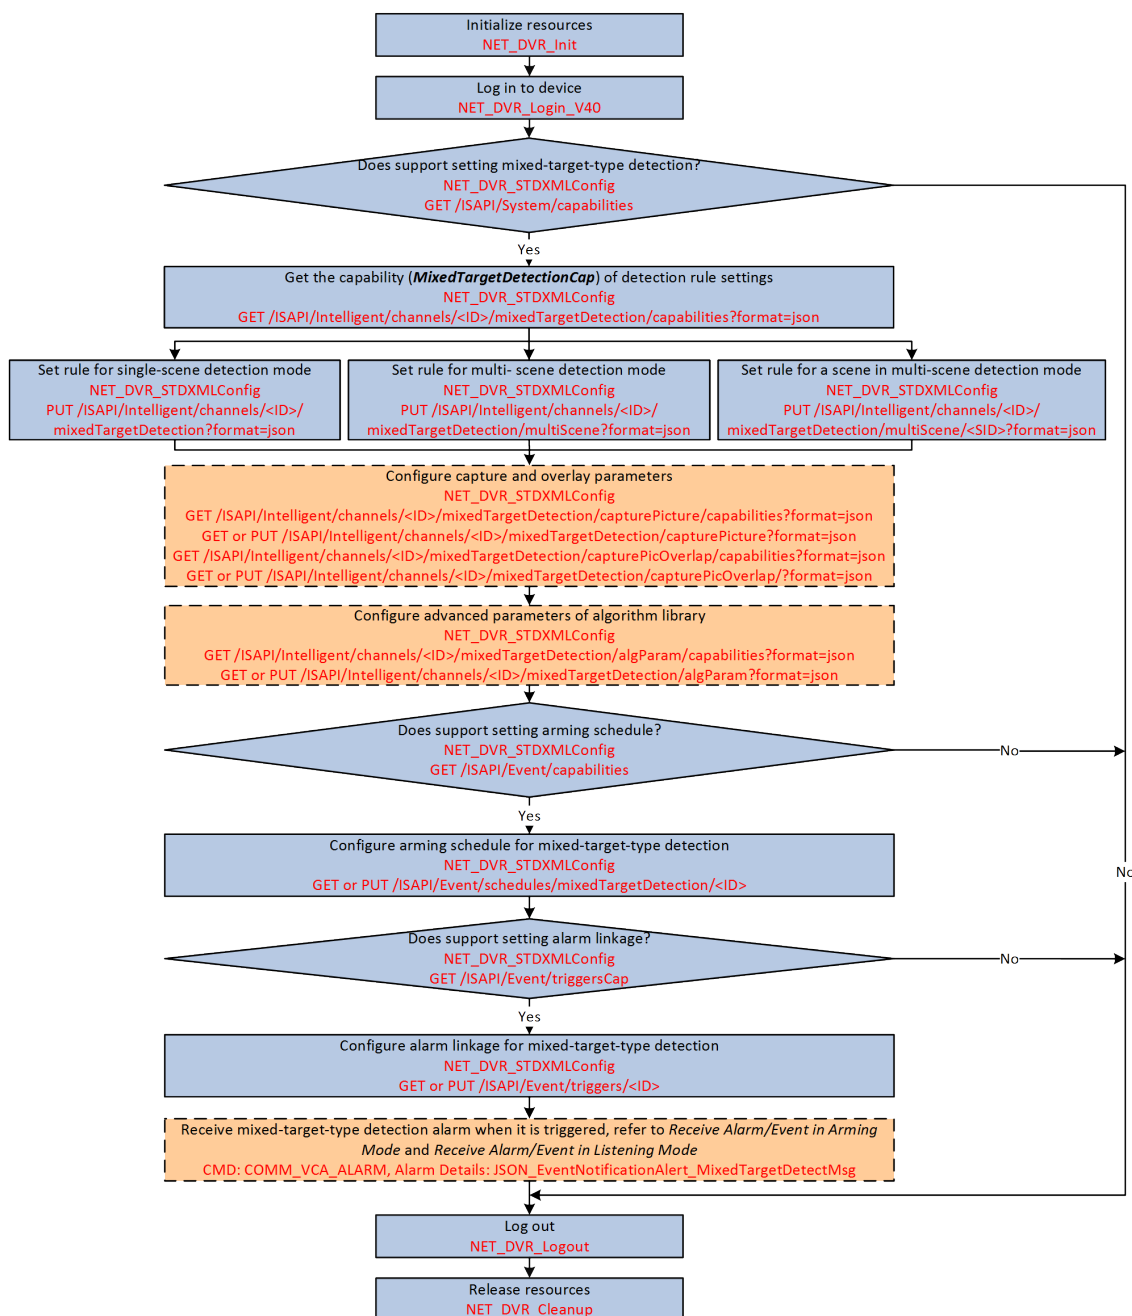 Initialize resources
NET_DVR_Init
Log in to device
NET_DVR_Login_V40
Does support setting mixed-target-type detection?
NET_DVR_STDXMLConfig
GET /ISAPI/System/capabilities
Yes
Get the capability (MixedTargetDetectionCap) of detection rule settings
NET_DVR_STDXMLConfig
GET /ISAPI/Intelligent/channels/<ID>/mixedTargetDetection/capabilities?format=json
Set rule for single-scene detection mode
NET_DVR_STDXMLConfig
PUT /ISAPI/Intelligent/channels/<ID>/
mixedTargetDetection?format=json
Set rule for multi- scene detection mode
NET_DVR_STDXMLConfig
PUT /ISAPI/Intelligent/channels/<ID>/
mixedTargetDetection/multiScene?format=json
Set rule for a scene in multi-scene detection mode
NET_DVR_STDXMLConfig
PUT /ISAPI/Intelligent/channels/<ID>/
mixedTargetDetection/multiScene/<SID>?format=json
Configure capture and overlay parameters
NET_DVR_STDXMLConfig
GET /ISAPI/Intelligent/channels/<ID>/mixedTargetDetection/capturePicture/capabilities?format=json
GET or PUT /ISAPI/Intelligent/channels/<ID>/mixedTargetDetection/capturePicture?format=json
GET /ISAPI/Intelligent/channels/<ID>/mixedTargetDetection/capturePicOverlap/capabilities?format=json
GET or PUT /ISAPI/Intelligent/channels/<ID>/mixedTargetDetection/capturePicOverlap/?format=json
Configure advanced parameters of algorithm library
NET_DVR_STDXMLConfig
GET /ISAPI/Intelligent/channels/<ID>/mixedTargetDetection/algParam/capabilities?format=json
GET or PUT /ISAPI/Intelligent/channels/<ID>/mixedTargetDetection/algParam?format=json
Does support setting arming schedule?
NET_DVR_STDXMLConfig
GET /ISAPI/Event/capabilities
No
Yes
Configure arming schedule for mixed-target-type detection
NET_DVR_STDXMLConfig
GET or PUT /ISAPI/Event/schedules/mixedTargetDetection/<ID>
No
Does support setting alarm linkage?
NET_DVR_STDXMLConfig
GET /ISAPI/Event/triggersCap
No
Yes
Configure alarm linkage for mixed-target-type detection
NET_DVR_STDXMLConfig
GET or PUT /ISAPI/Event/triggers/<ID>
Receive mixed-target-type detection alarm when it is triggered, refer to Receive Alarm/Event in Arming
Mode and Receive Alarm/Event in Listening Mode
CMD: COMM_VCA_ALARM, Alarm Details: JSON_EventNotificationAlert_MixedTargetDetectMsg
Log out
NET_DVR_Logout
Release resources
NET_DVR_Cleanup